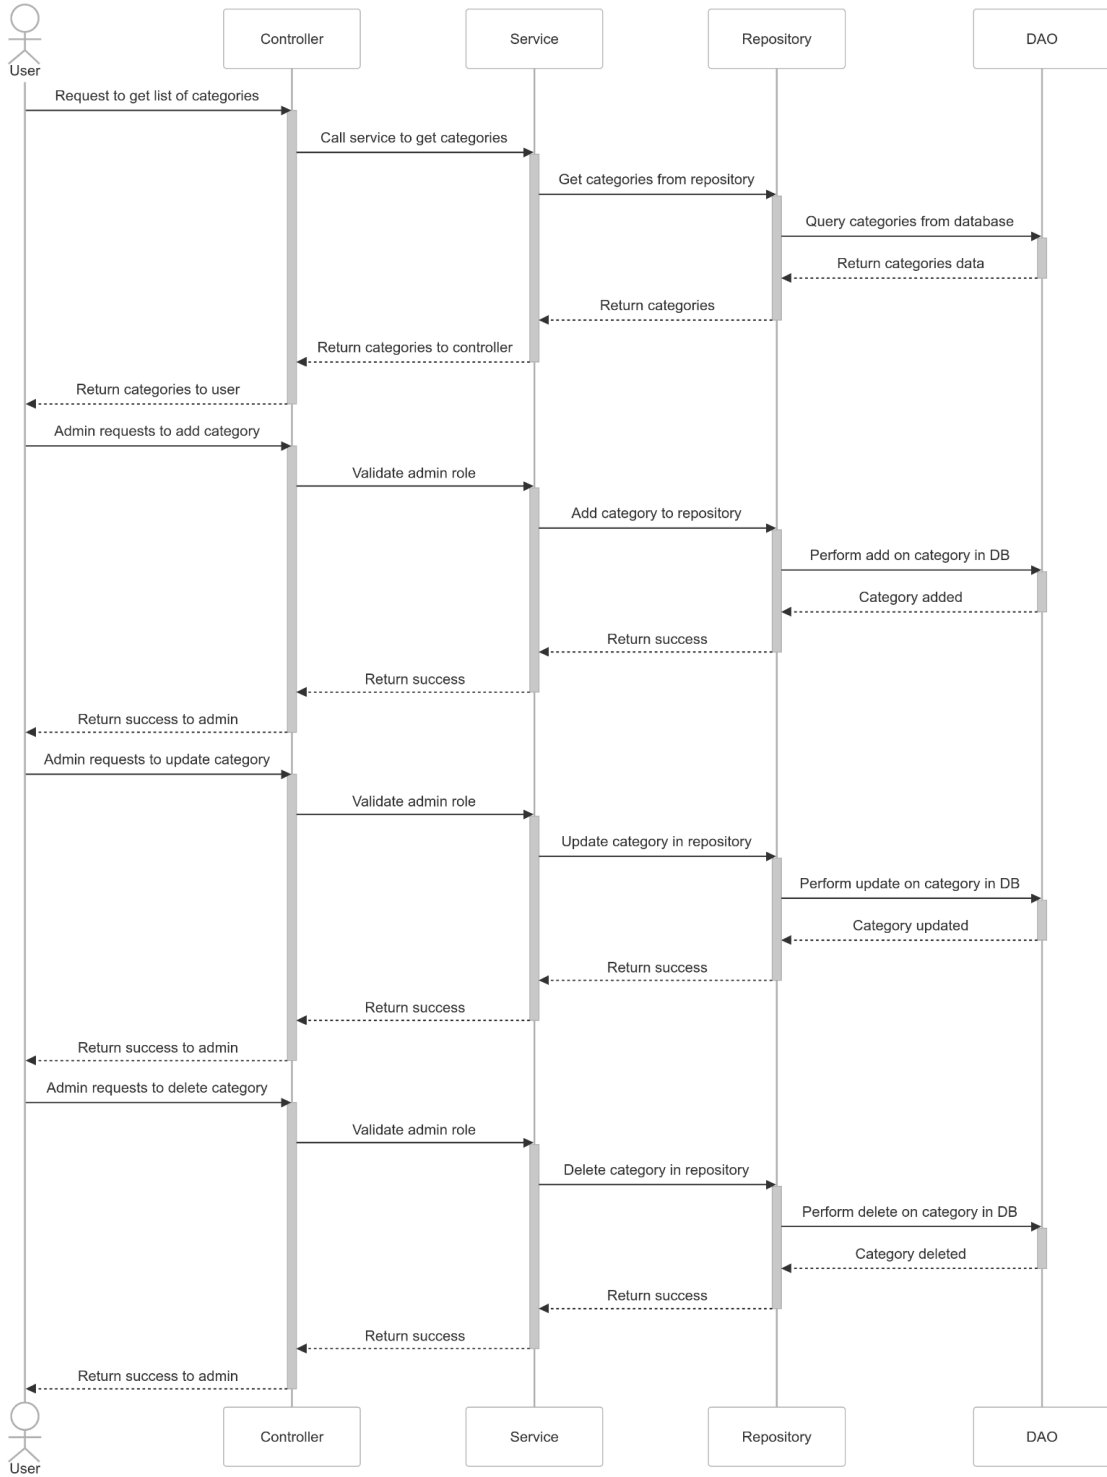 Controller
Service
Repository
DAO
User
Request to get list of categories
Call service to get categories
Get categories from repository
Query categories from database
Return categories data
Return categories
Return categories to controller
Return categories to user
Admin requests to add category
Validate admin role
Add category to repository
Perform add on category in DB
Category added
Return success
Return success
Return success to admin
Admin requests to update category
Validate admin role
Update category in repository
Perform update on category in DB
Category updated
Return success
Return success
Return success to admin
Admin requests to delete category
Validate admin role
Delete category in repository
Perform delete on category in DB
Category deleted
Return success
Return success
Return success to admin
Controller
Service
Repository
DAO
User